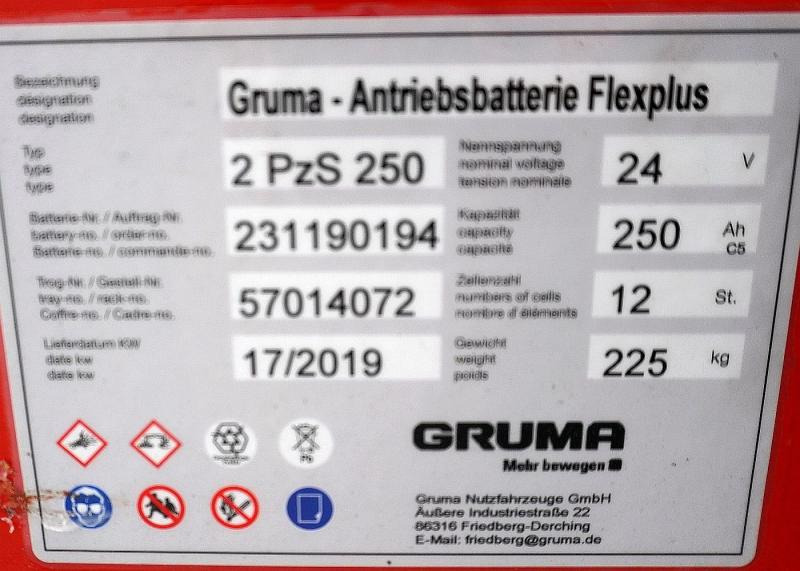 Bezeichnung
désignation
designation
Gruma - Antriebsbatterie Flexplus
Typ
type
type
2 PzS 250
Nennspannung
nominal voltage
tension nominale
24 V
Batterie-Nr. / Auftrag-Nr.
battery-no. / order-no.
Batterie-no. / commande-no.
231190194
Kapazität
capacity
capacité
250 Ah
C5
Trog-Nr. / Gestell-Nr.
tray-no. / rack-no.
Coffre-no. / Cadre-no.
57014072
Zellenzahl
numbers of cells
nombre d'éléments
12 St.
Lieferdatum KW
date kw
date kw
17/2019
Gewicht
weight
poids
225 kg
Pb
GRUMA
Mehr bewegen
Gruma Nutzfahrzeuge GmbH
Äußere Industriestraße 22
86316 Friedberg-Derching
E-Mail: friedberg@gruma.de